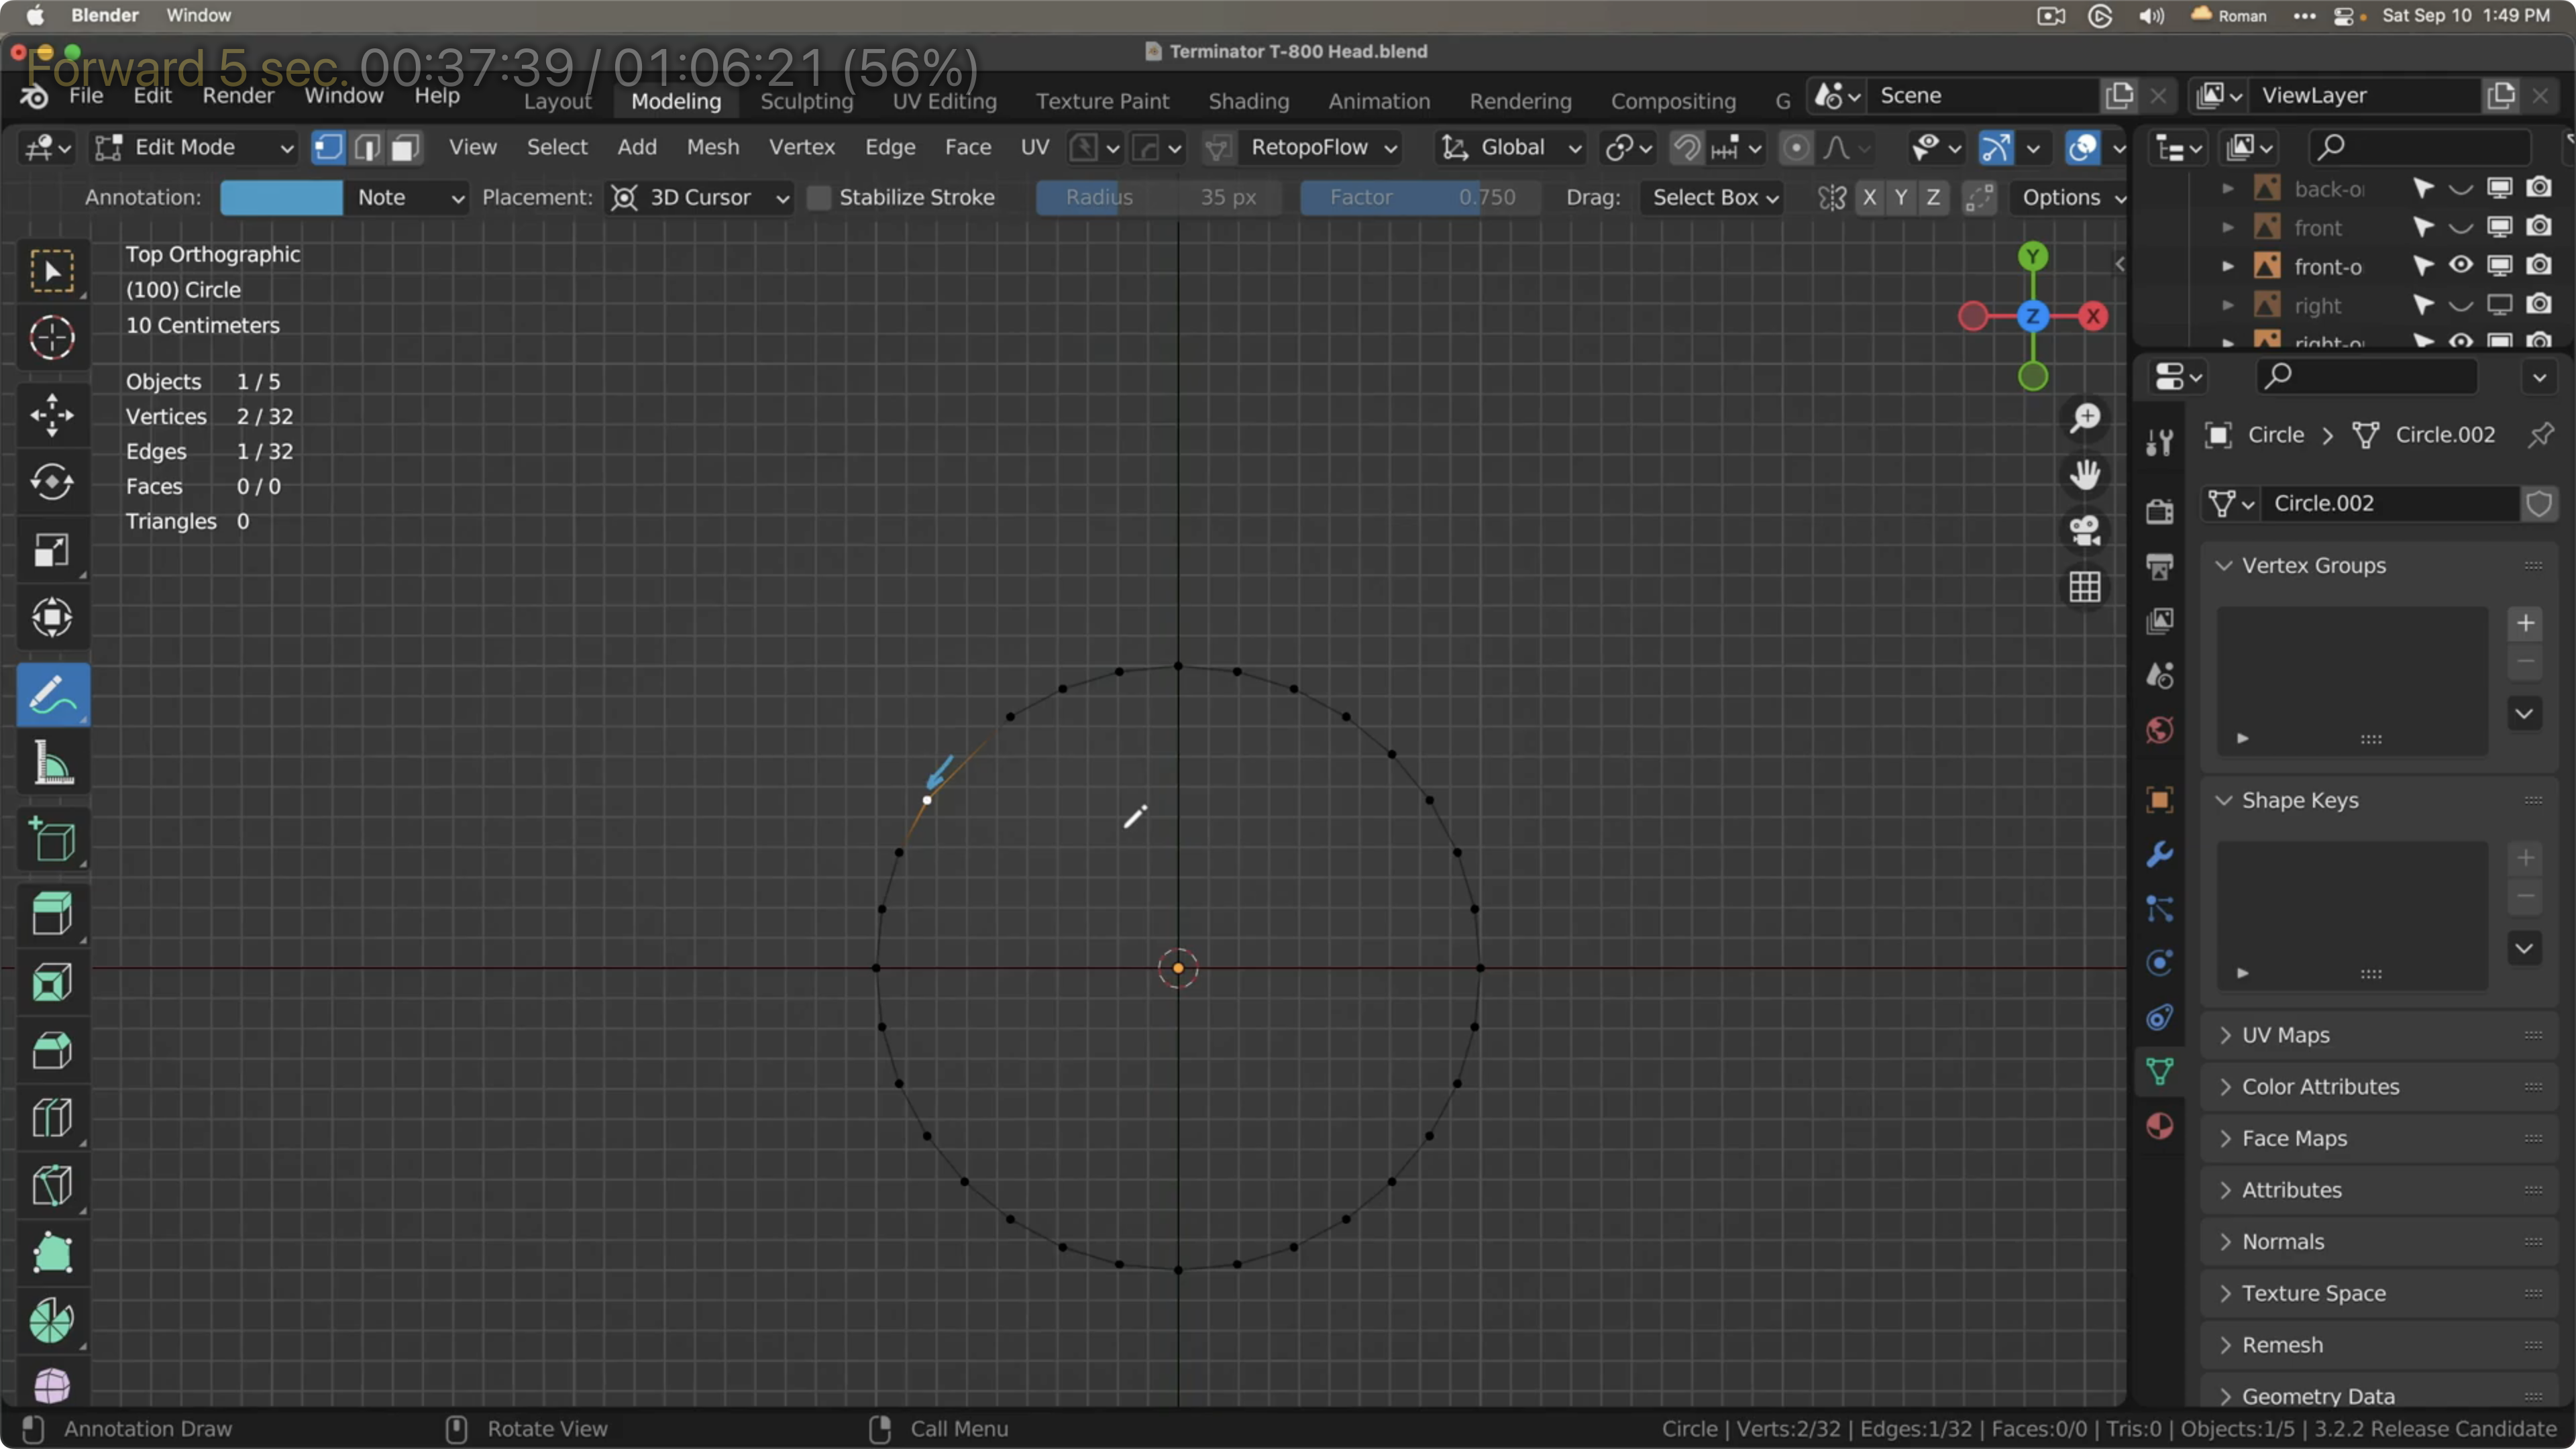 Blender Window Roman ••• Sat Sep 10 1:49 PM
Terminator T-800 Head.blend
Forward 5 sec. 00:37:39 / 01:06:21 (56%)
File Edit Render Window Help Layout Modeling Sculpting UV Editing Texture Paint Shading Animation Rendering Compositing G Scene ViewLayer
Edit Mode View Select Add Mesh Vertex Edge Face UV RetopoFlow Global
Annotation: Note Placement: 3D Cursor Stabilize Stroke Radius 35 px Factor 0.750 Drag: Select Box X Y Z Options
back-o
front
front-o
right
right-o
Top Orthographic
(100) Circle
10 Centimeters
Objects 1 / 5
Vertices 2 / 32
Edges 1 / 32
Faces 0 / 0
Triangles 0
Y
Z X
Circle > Circle.002
Circle.002
Vertex Groups
Shape Keys
UV Maps
Color Attributes
Face Maps
Attributes
Normals
Texture Space
Remesh
Geometry Data
Annotation Draw Rotate View Call Menu Circle | Verts:2/32 | Edges:1/32 | Faces:0/0 | Tris:0 | Objects:1/5 | 3.2.2 Release Candidate